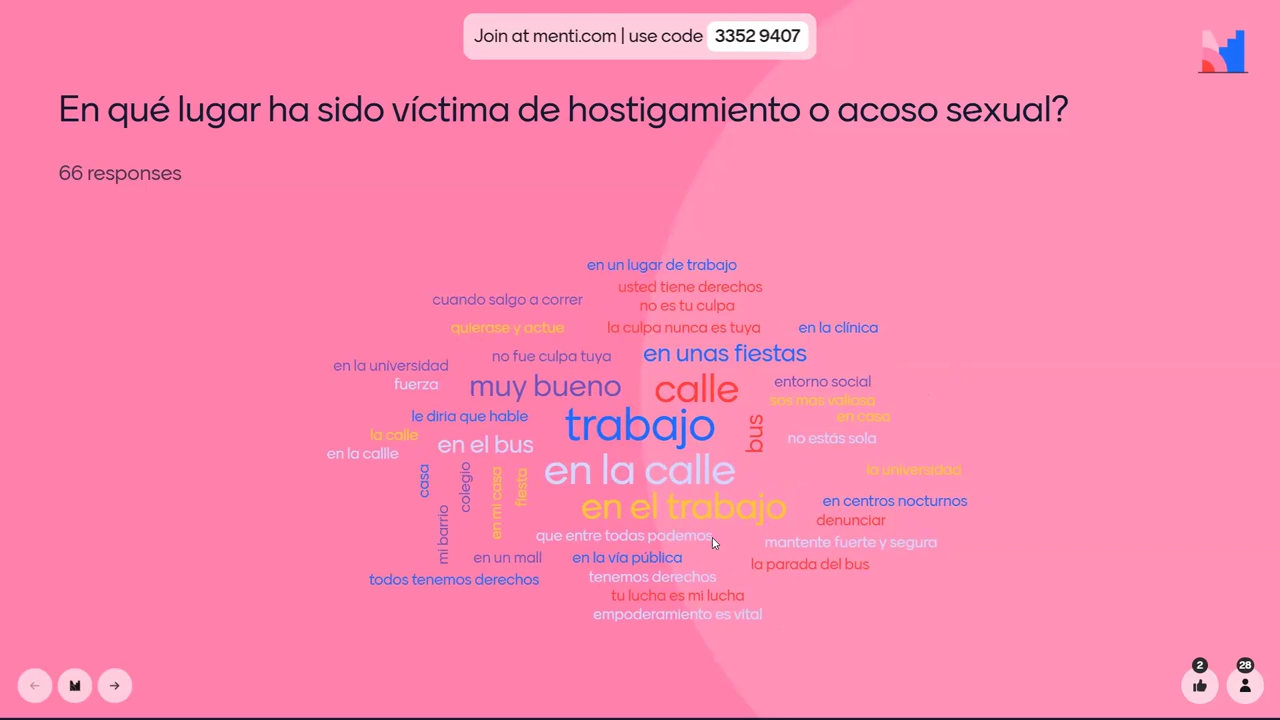 Join at menti.com | use code 3352 9407
En qué lugar ha sido víctima de hostigamiento o acoso sexual?
66 responses
en un lugar de trabajo
usted tiene derechos
cuando salgo a correr
no es tu culpa
quierase y actue
la culpa nunca es tuya
en la clínica
en unas fiestas
no fue culpa tuya
en la universidad
fuerza
muy bueno
calle
entorno social
sos mas valiosa
en casa
le diria que hable
trabajo
bus
la calle
en el bus
no estás sola
en la callle
en la calle
la universidad
casa
colegio
en mi casa
fiesta
en centros nocturnos
en el trabajo
mi barrio
denunciar
que entre todas podemos
mantente fuerte y segura
en un mall
en la vía pública
la parada del bus
todos tenemos derechos
tenemos derechos
tu lucha es mi lucha
empoderamiento es vital
2
28